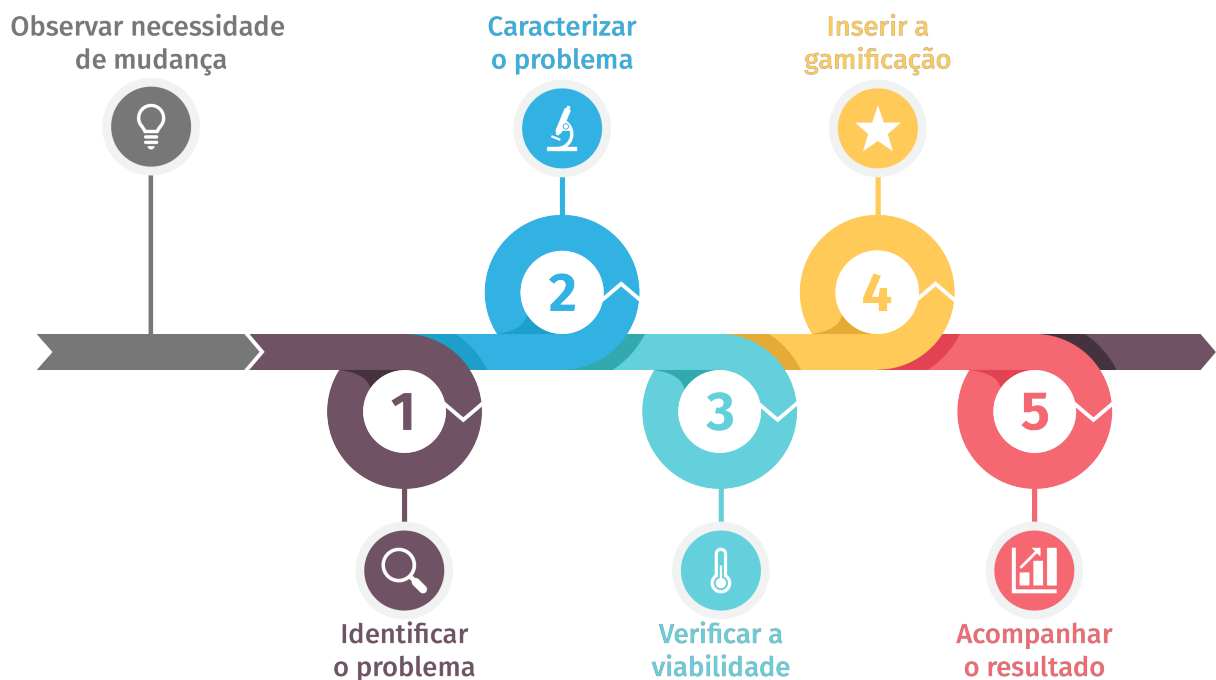 Observar necessidade
de mudança
Caracterizar
o problema
Inserir a
gamificação
2
4
1
3
5
Identificar
o problema
Verificar a
viabilidade
Acompanhar
o resultado